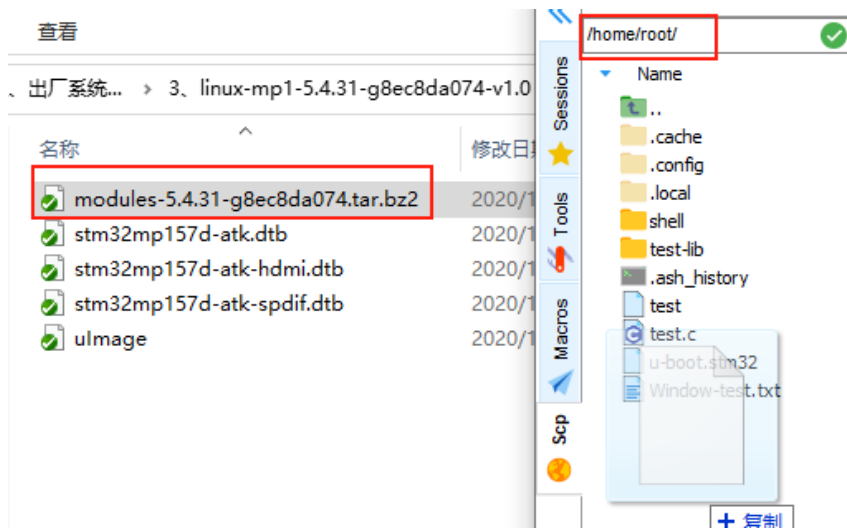 查看
、出厂系统... › 3、linux-mp1-5.4.31-g8ec8da074-v1.0
名称
修改日
modules-5.4.31-g8ec8da074.tar.bz2
2020/1
stm32mp157d-atk.dtb
2020/1
stm32mp157d-atk-hdmi.dtb
2020/1
stm32mp157d-atk-spdif.dtb
2020/1
uImage
2020/1
Sessions
Tools
Macros
Scp
/home/root/
Name
..
.cache
.config
.local
shell
test-lib
.ash_history
test
test.c
u-boot.stm32
Window-test.txt
+ 复制